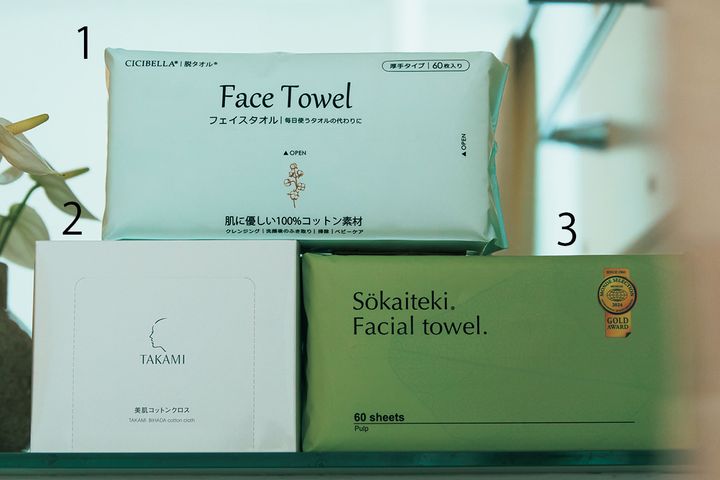 1
CICIBELLA® | 脱タオル®
厚手タイプ | 60枚入り
Face Towel
フェイスタオル | 毎日使うタオルの代わりに
▲OPEN
▲OPEN
肌に優しい100%コットン素材
クレンジング | 洗顔後のふき取り | 掃除 | ベビーケア
2
TAKAMI
美肌コットンクロス
TAKAMI BIHADA cotton cloth
3
Sökaiteki®
Facial towel.
MONDE SELECTION
2024
GOLD
AWARD
60 sheets
Pulp